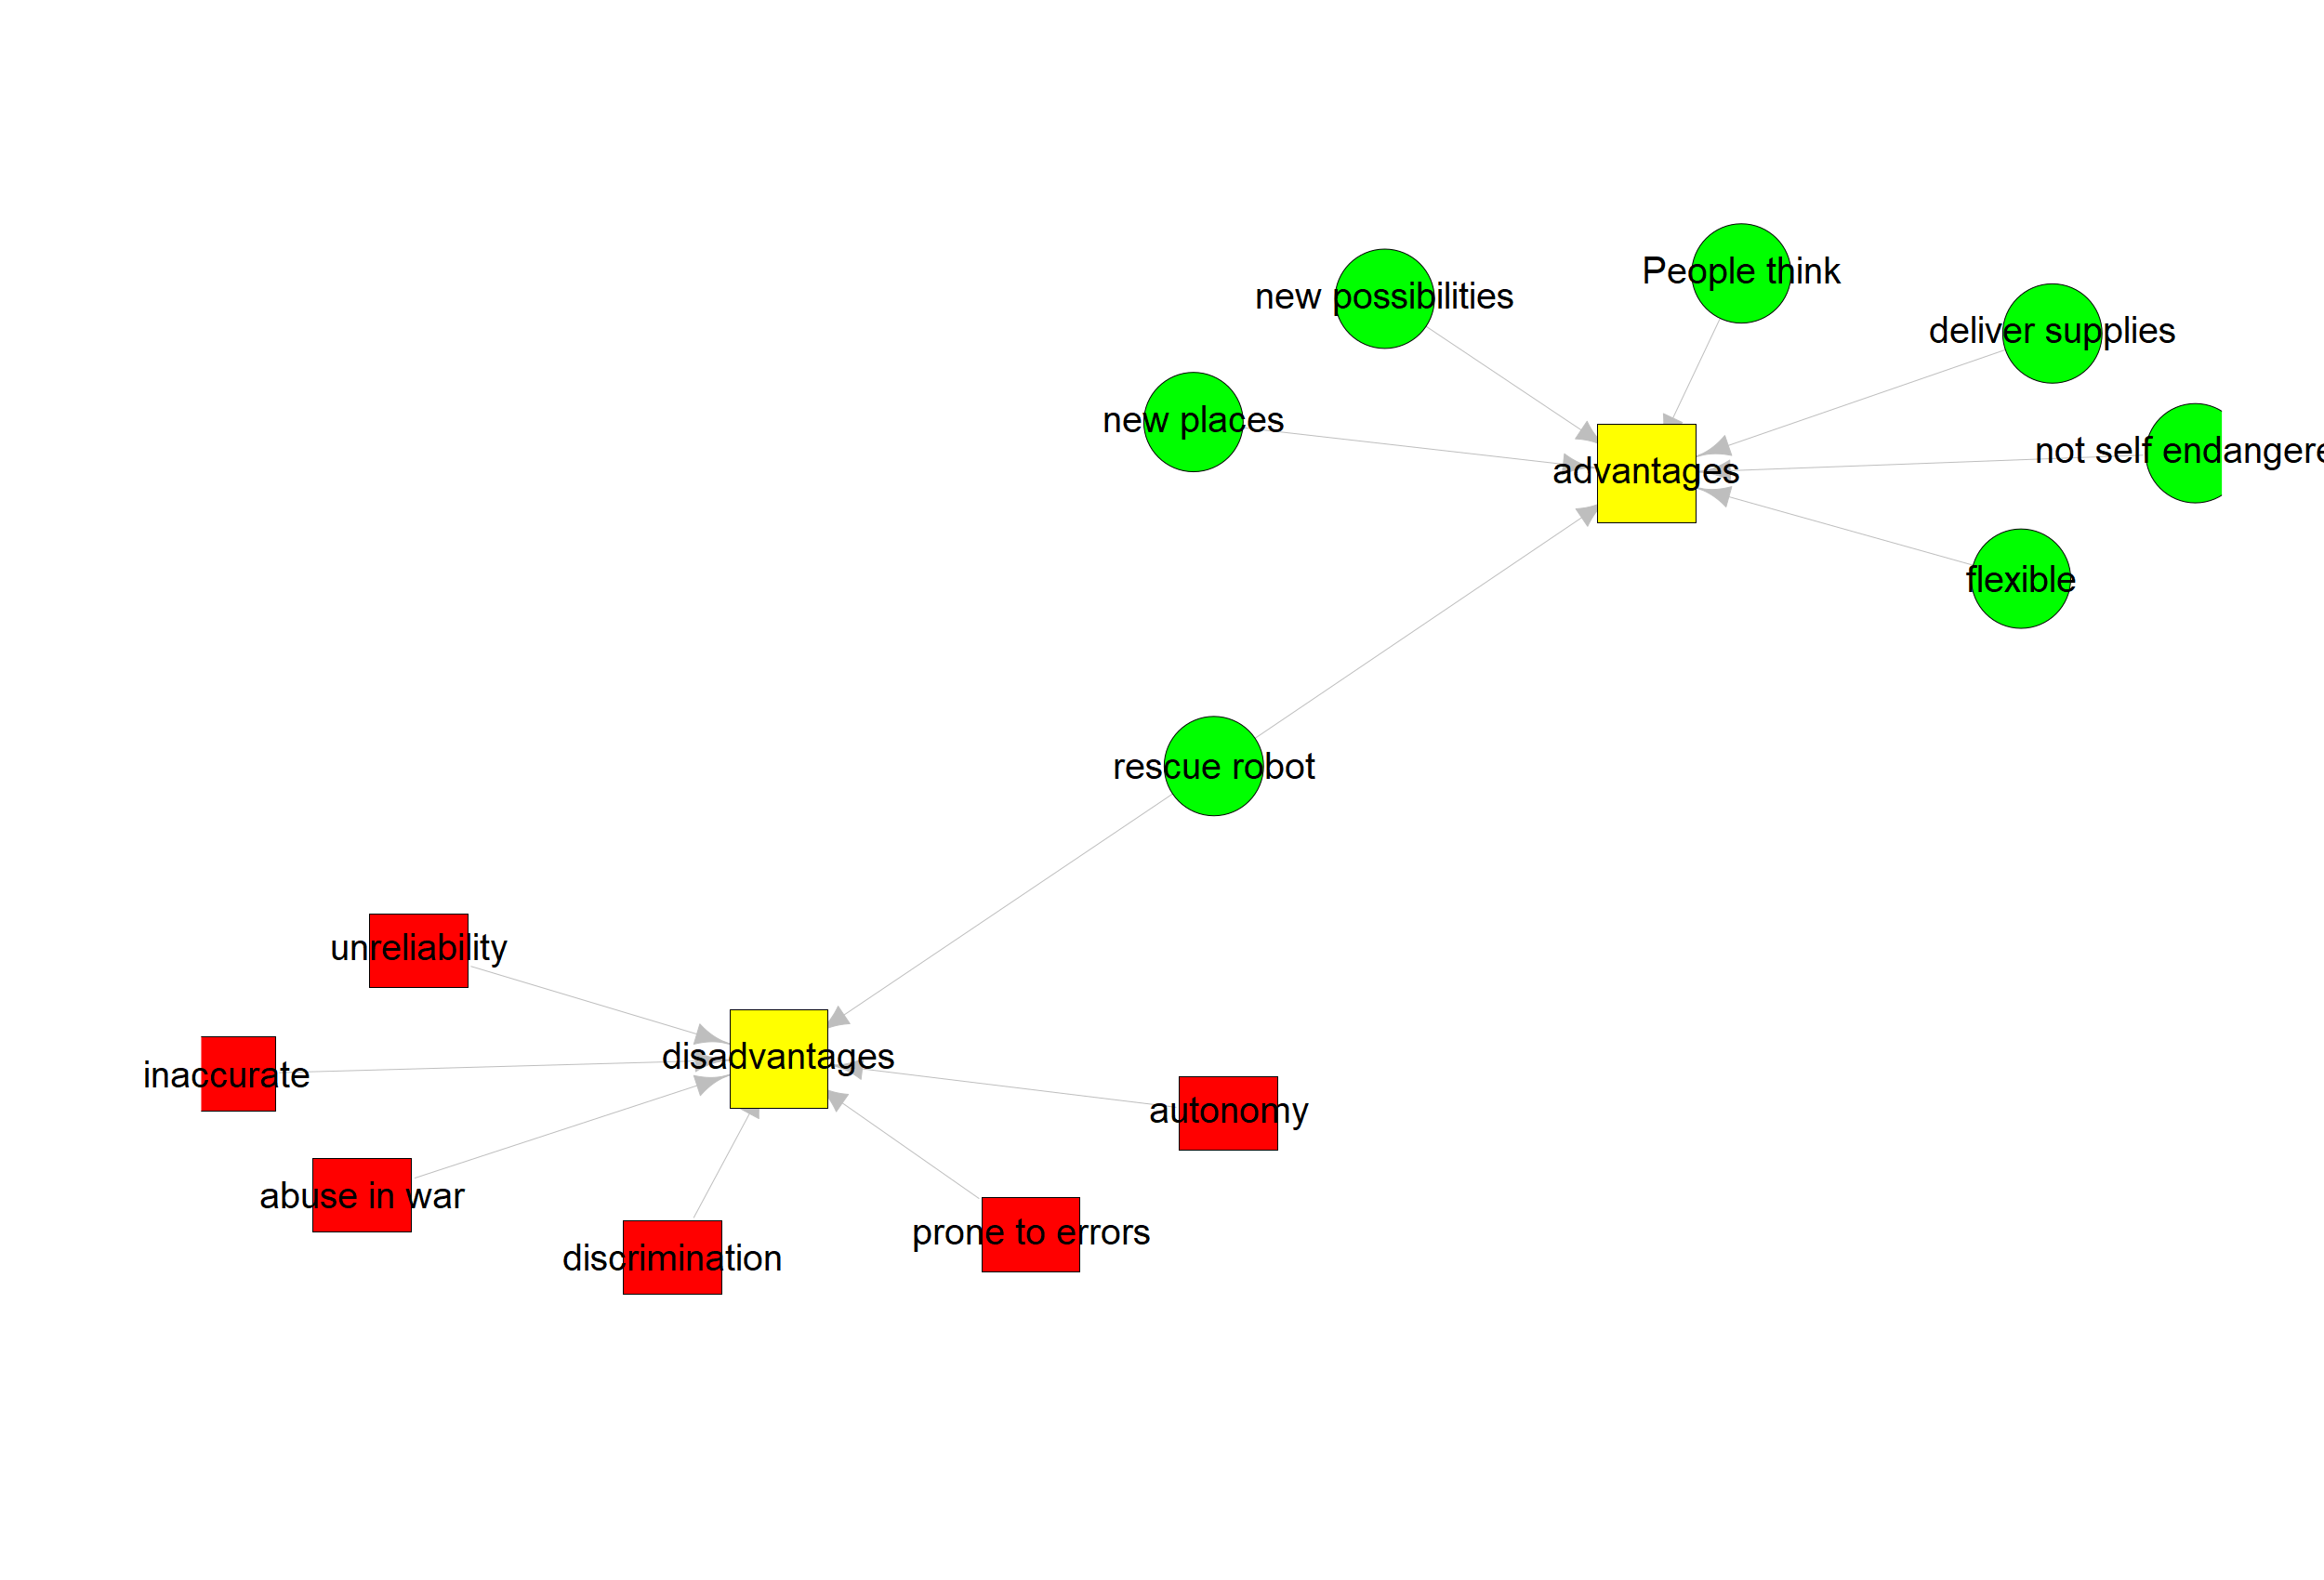 People think
new possibilities
deliver supplies
new places
not self endangere
advantages
flexible
rescue robot
unreliability
disadvantages
inaccurate
autonomy
abuse in war
prone to errors
discrimination